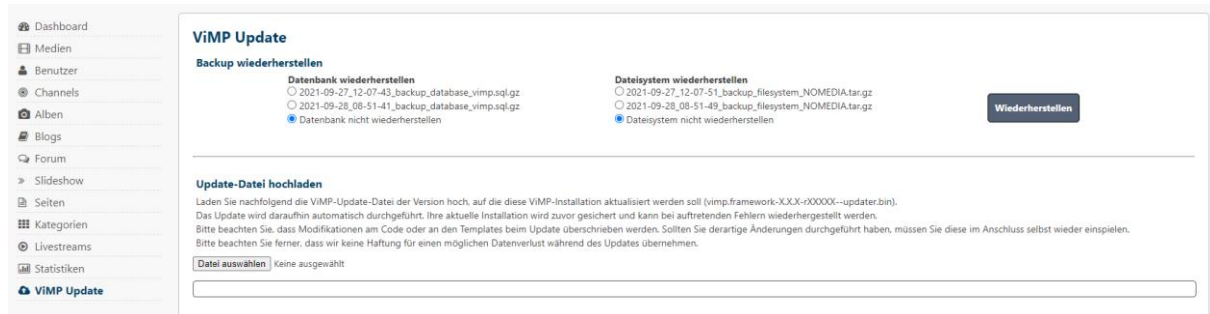 Dashboard
Medien
Benutzer
Channels
Alben
Blogs
Forum
Slideshow
Seiten
Kategorien
Livestreams
Statistiken
ViMP Update
ViMP Update
Backup wiederherstellen
Datenbank wiederherstellen
2021-09-27_12-07-43_backup_database_vimp.sql.gz
2021-09-28_08-51-41_backup_database_vimp.sql.gz
Datenbank nicht wiederherstellen
Dateisystem wiederherstellen
2021-09-27_12-07-51_backup_filesystem_NOMEDIA.tar.gz
2021-09-28_08-51-49_backup_filesystem_NOMEDIA.tar.gz
Dateisystem nicht wiederherstellen
Wiederherstellen
Update-Datei hochladen
Laden Sie nachfolgend die ViMP-Update-Datei der Version hoch, auf die diese ViMP-Installation aktualisiert werden soll (vimp.framework-X.X.X-rXXXXX--updater.bin).
Das Update wird daraufhin automatisch durchgeführt. Ihre aktuelle Installation wird zuvor gesichert und kann bei auftretenden Fehlern wiederhergestellt werden.
Bitte beachten Sie, dass Modifikationen am Code oder an den Templates beim Update überschrieben werden. Sollten Sie derartige Änderungen durchgeführt haben, müssen Sie diese im Anschluss selbst wieder einspielen.
Bitte beachten Sie ferner, dass wir keine Haftung für einen möglichen Datenverlust während des Updates übernehmen.
Datei auswählen Keine ausgewählt